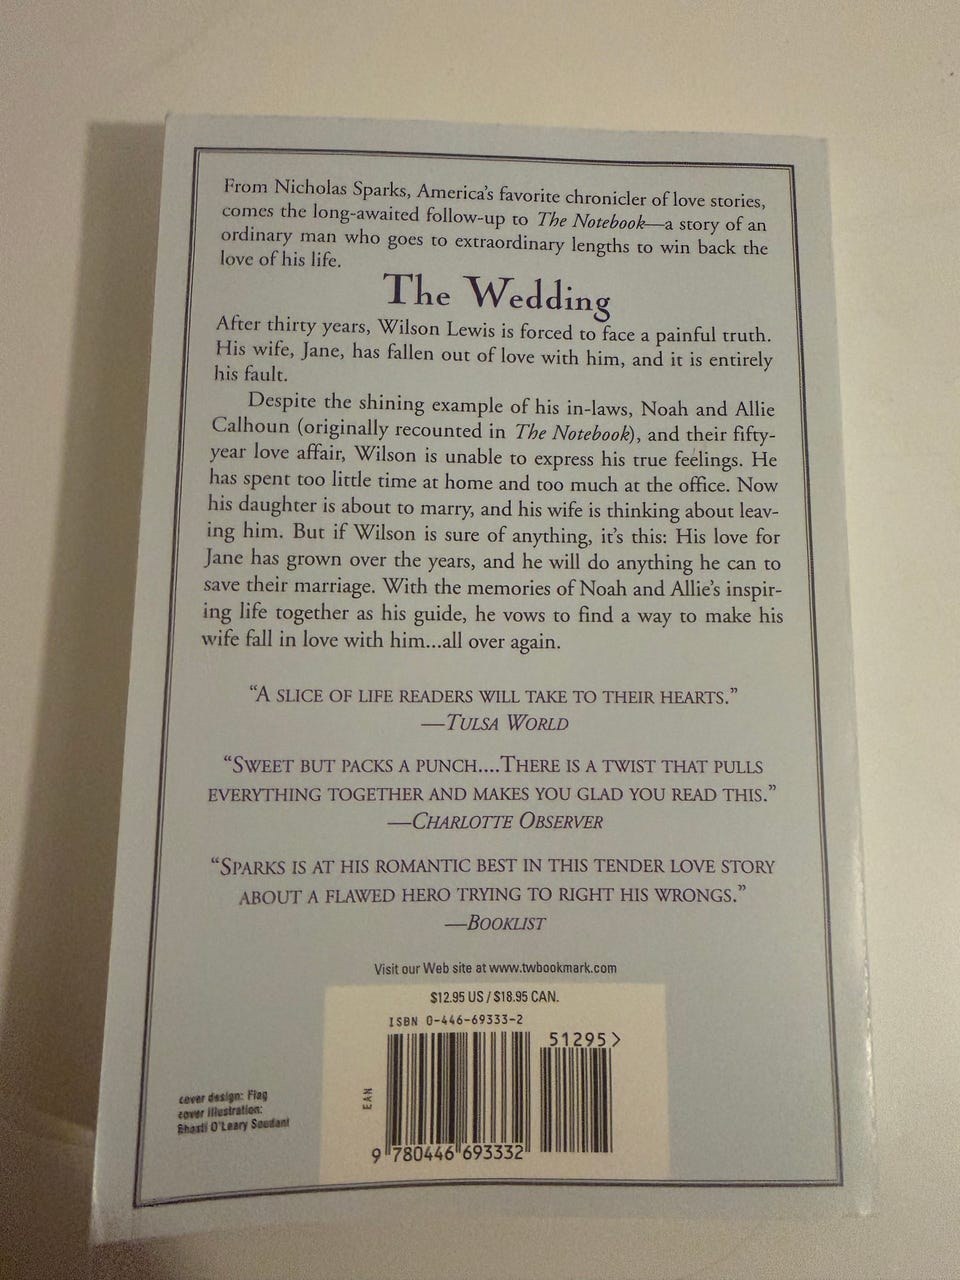 From Nicholas Sparks, America's favorite chronicler of love stories,
comes the long-awaited follow-up to The Notebook—a story of an
ordinary man who goes to extraordinary lengths to win back the
love of his life.
The Wedding
After thirty years, Wilson Lewis is forced to face a painful truth.
His wife, Jane, has fallen out of love with him, and it is entirely
his fault.
Despite the shining example of his in-laws, Noah and Allie
Calhoun (originally recounted in The Notebook), and their fifty-
year love affair, Wilson is unable to express his true feelings. He
has spent too little time at home and too much at the office. Now
his daughter is about to marry, and his wife is thinking about leav-
ing him. But if Wilson is sure of anything, it's this: His love for
Jane has grown over the years, and he will do anything he can to
save their marriage. With the memories of Noah and Allie's inspir-
ing life together as his guide, he vows to find a way to make his
wife fall in love with him...all over again.
“A SLICE OF LIFE READERS WILL TAKE TO THEIR HEARTS.”
—TULSA WORLD
“SWEET BUT PACKS A PUNCH....THERE IS A TWIST THAT PULLS
EVERYTHING TOGETHER AND MAKES YOU GLAD YOU READ THIS.”
—CHARLOTTE OBSERVER
“SPARKS IS AT HIS ROMANTIC BEST IN THIS TENDER LOVE STORY
ABOUT A FLAWED HERO TRYING TO RIGHT HIS WRONGS.”
—BOOKLIST
Visit our Web site at www.twbookmark.com
$12.95 US / $18.95 CAN.
ISBN 0-446-69333-2
51295>
EAN
9 780446 693332
cover design: Flag
cover illustration:
O'Leary